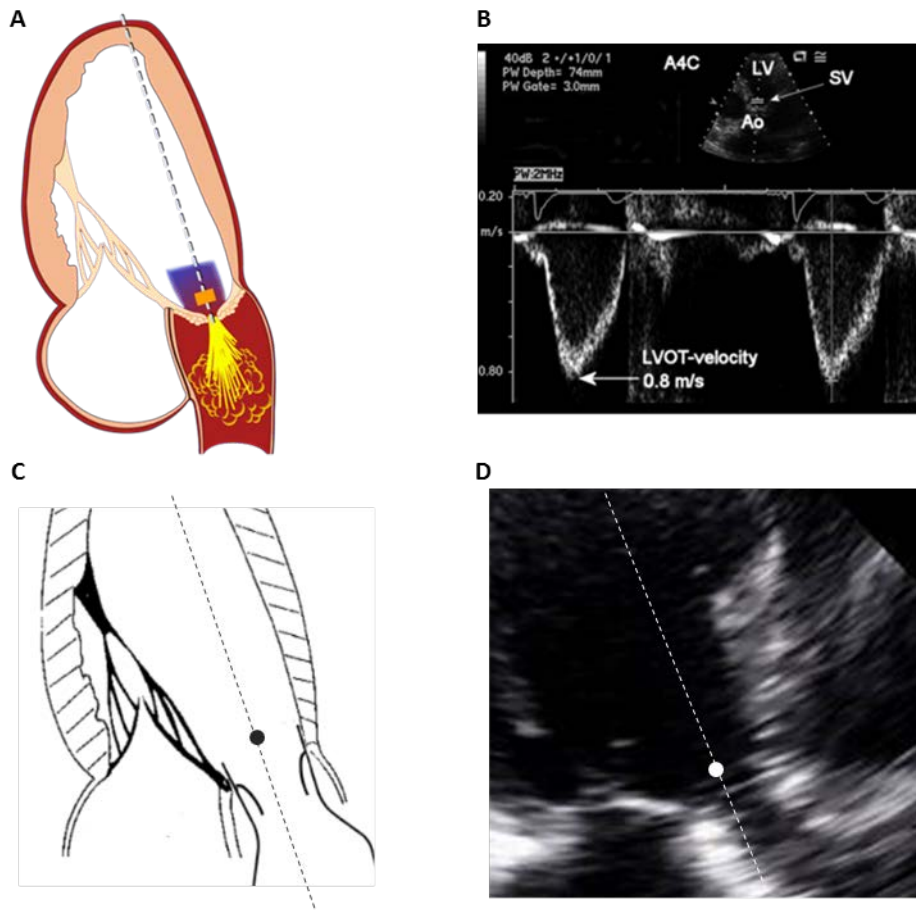 A
B
40dB 2 +/+1/0/1
PW Depth= 74mm
PW Gate= 3.0mm
A4C
LV
SV
Ao
PW:2MHz
0.20
m/s
LVOT-velocity
0.8 m/s
0.80
C
D